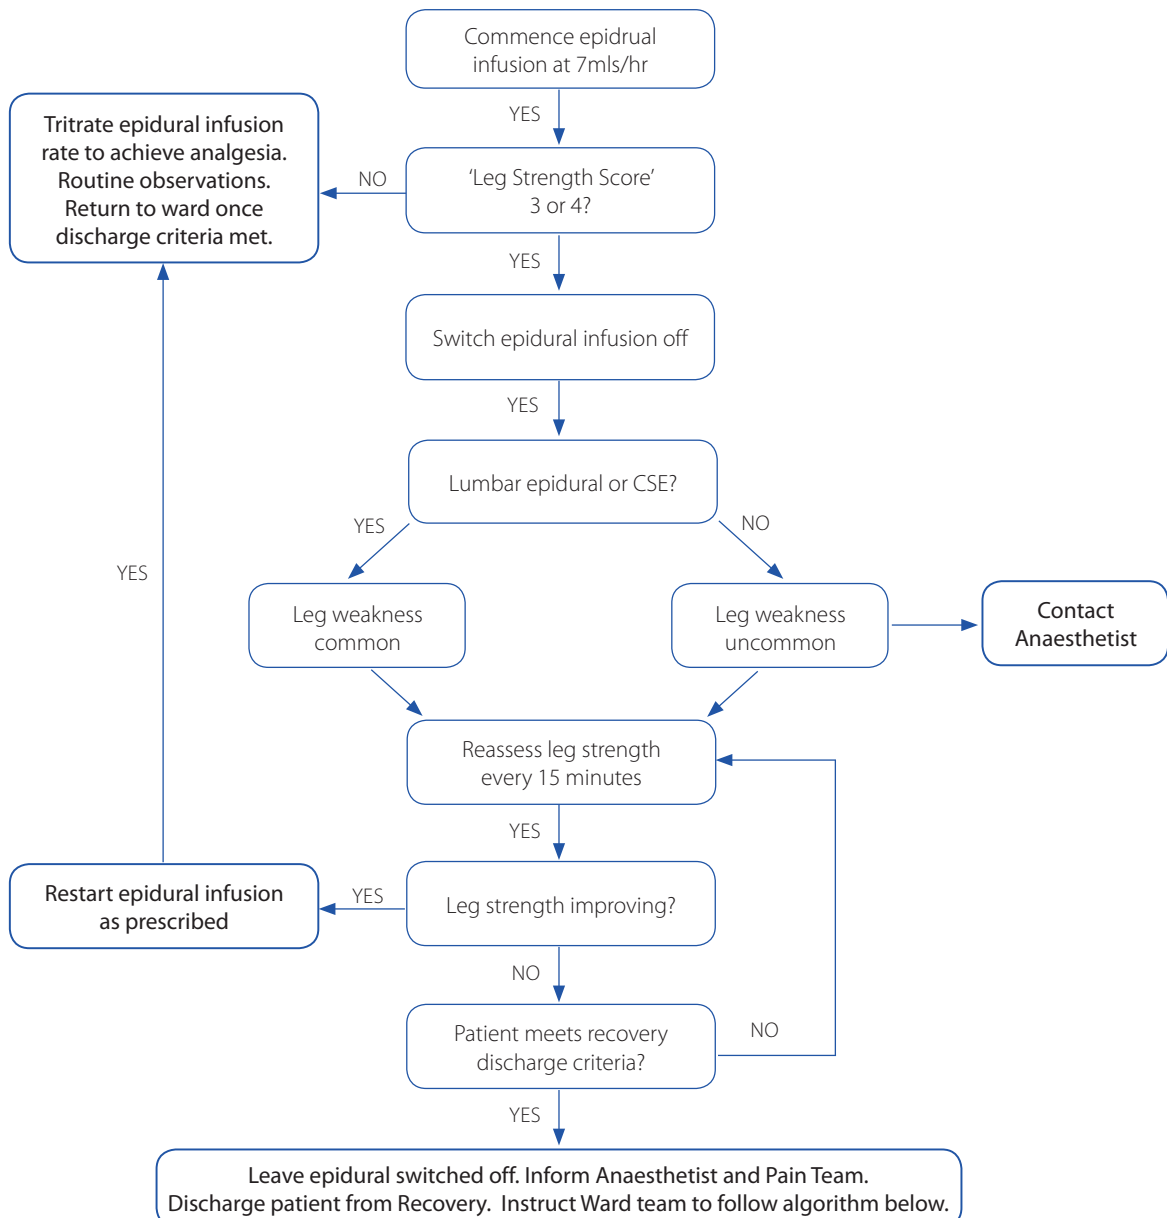 Commence epidrual
infusion at 7mls/hr
YES
Tritrate epidural infusion
rate to achieve analgesia.
Routine observations.
Return to ward once
discharge criteria met.
NO
‘Leg Strength Score’
3 or 4?
YES
Switch epidural infusion off
YES
Lumbar epidural or CSE?
YES
NO
YES
Leg weakness
common
Leg weakness
uncommon
Contact
Anaesthetist
Reassess leg strength
every 15 minutes
YES
Restart epidural infusion
as prescribed
YES
Leg strength improving?
NO
Patient meets recovery
discharge criteria?
NO
YES
Leave epidural switched off. Inform Anaesthetist and Pain Team.
Discharge patient from Recovery. Instruct Ward team to follow algorithm below.